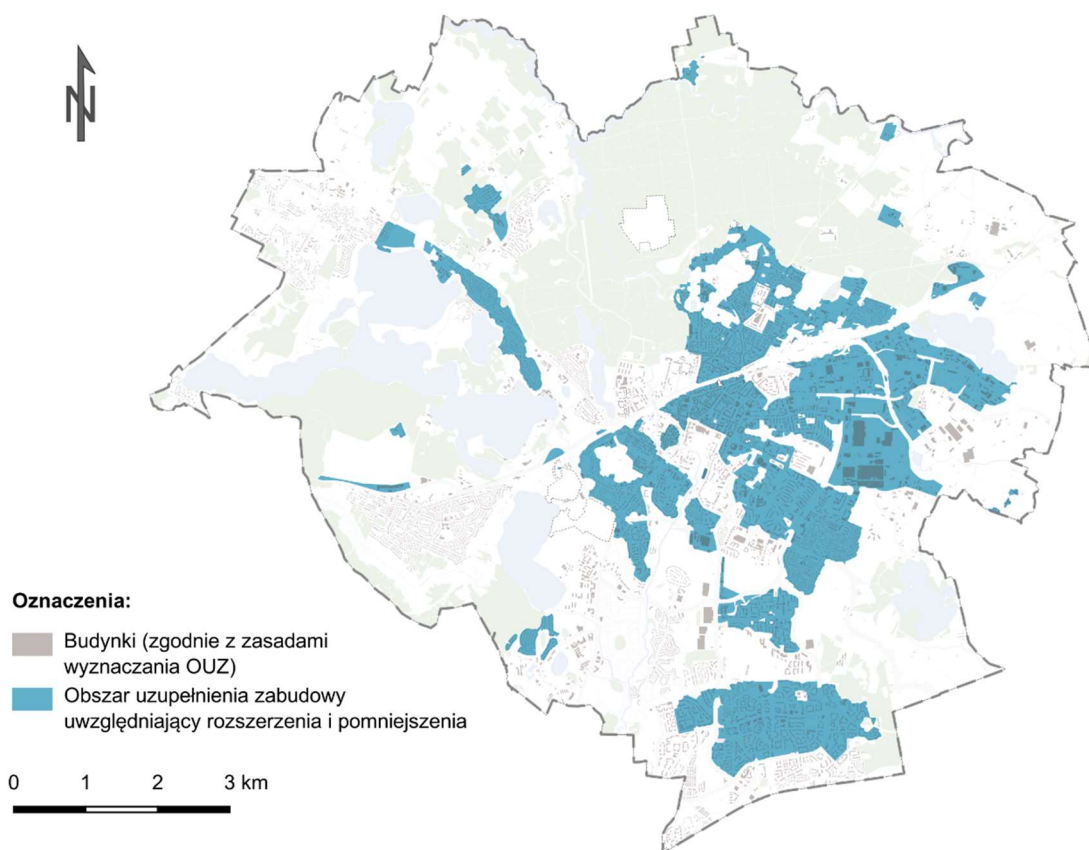 N
Oznaczenia:
Budynki (zgodnie z zasadami
wyznaczania OUZ)
Obszar uzupełnienia zabudowy
uwzględniający rozszerzenia i pomniejszenia
0 1 2 3 km